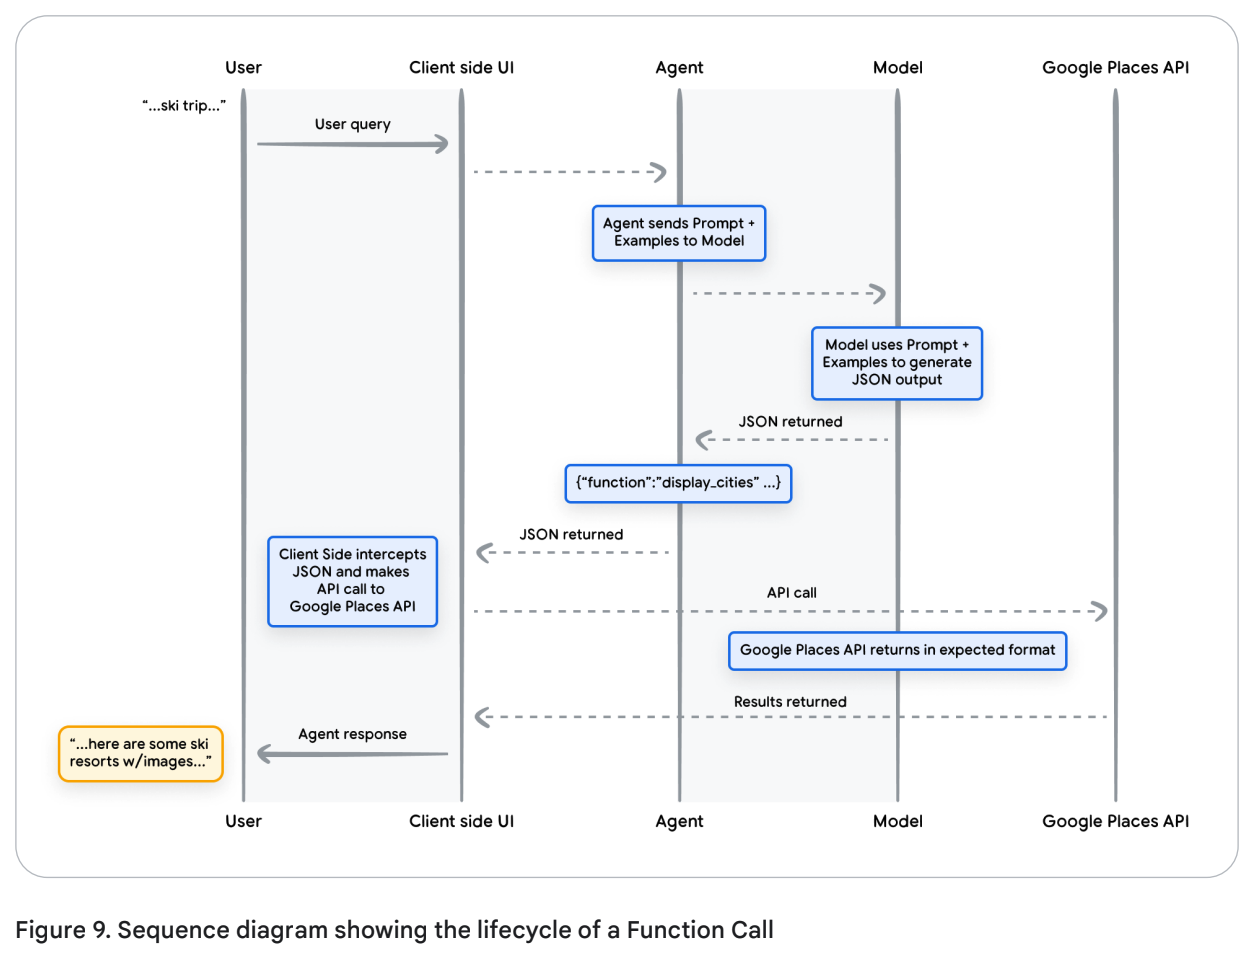 User
Client side UI
Agent
Model
Google Places API
“...ski trip...”
User query
Agent sends Prompt +
Examples to Model
Model uses Prompt +
Examples to generate
JSON output
JSON returned
{“function”:”display_cities” ...}
JSON returned
Client Side intercepts
JSON and makes
API call to
Google Places API
API call
Google Places API returns in expected format
Results returned
Agent response
“...here are some ski
resorts w/images...”
User
Client side UI
Agent
Model
Google Places API
Figure 9. Sequence diagram showing the lifecycle of a Function Call